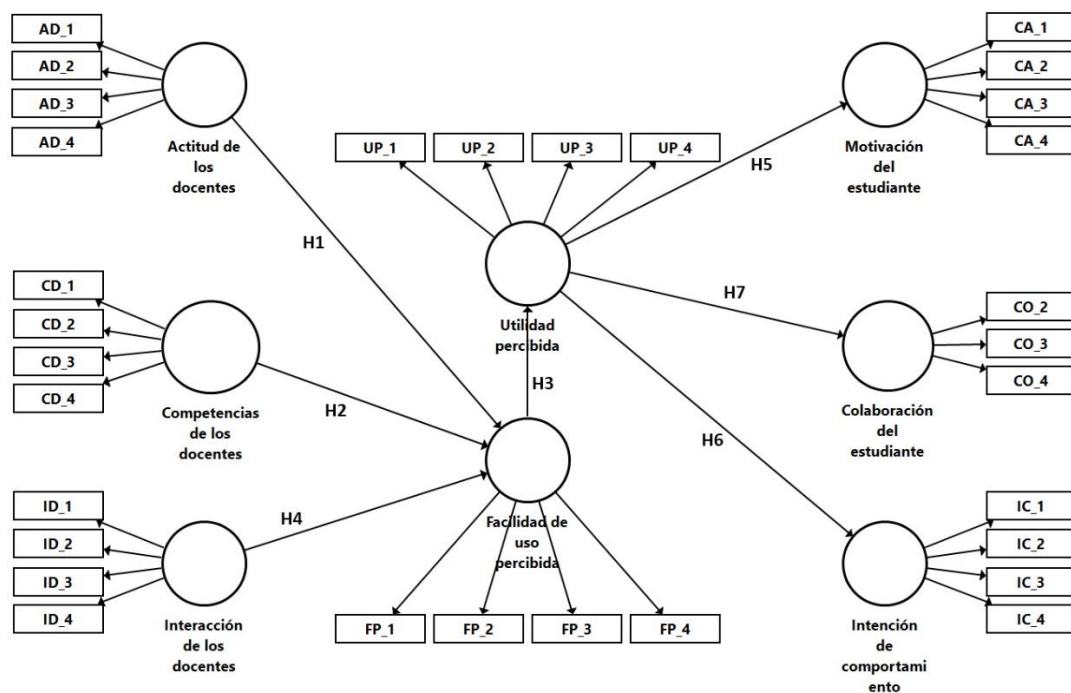 AD_1
AD_2
AD_3
AD_4
Actitud de
los
docentes
UP_1
UP_2
UP_3
UP_4
CA_1
CA_2
CA_3
CA_4
Motivación
del
estudiante
H5
H1
CD_1
CD_2
CD_3
CD_4
Competencias
de los
docentes
Utilidad
percibida
H7
CO_2
CO_3
CO_4
Colaboración
del
estudiante
H3
H2
H6
ID_1
ID_2
ID_3
ID_4
Interacción
de los
docentes
H4
Facilidad de
uso
percibida
FP_1
FP_2
FP_3
FP_4
IC_1
IC_2
IC_3
IC_4
Intención
de
comportami
ento